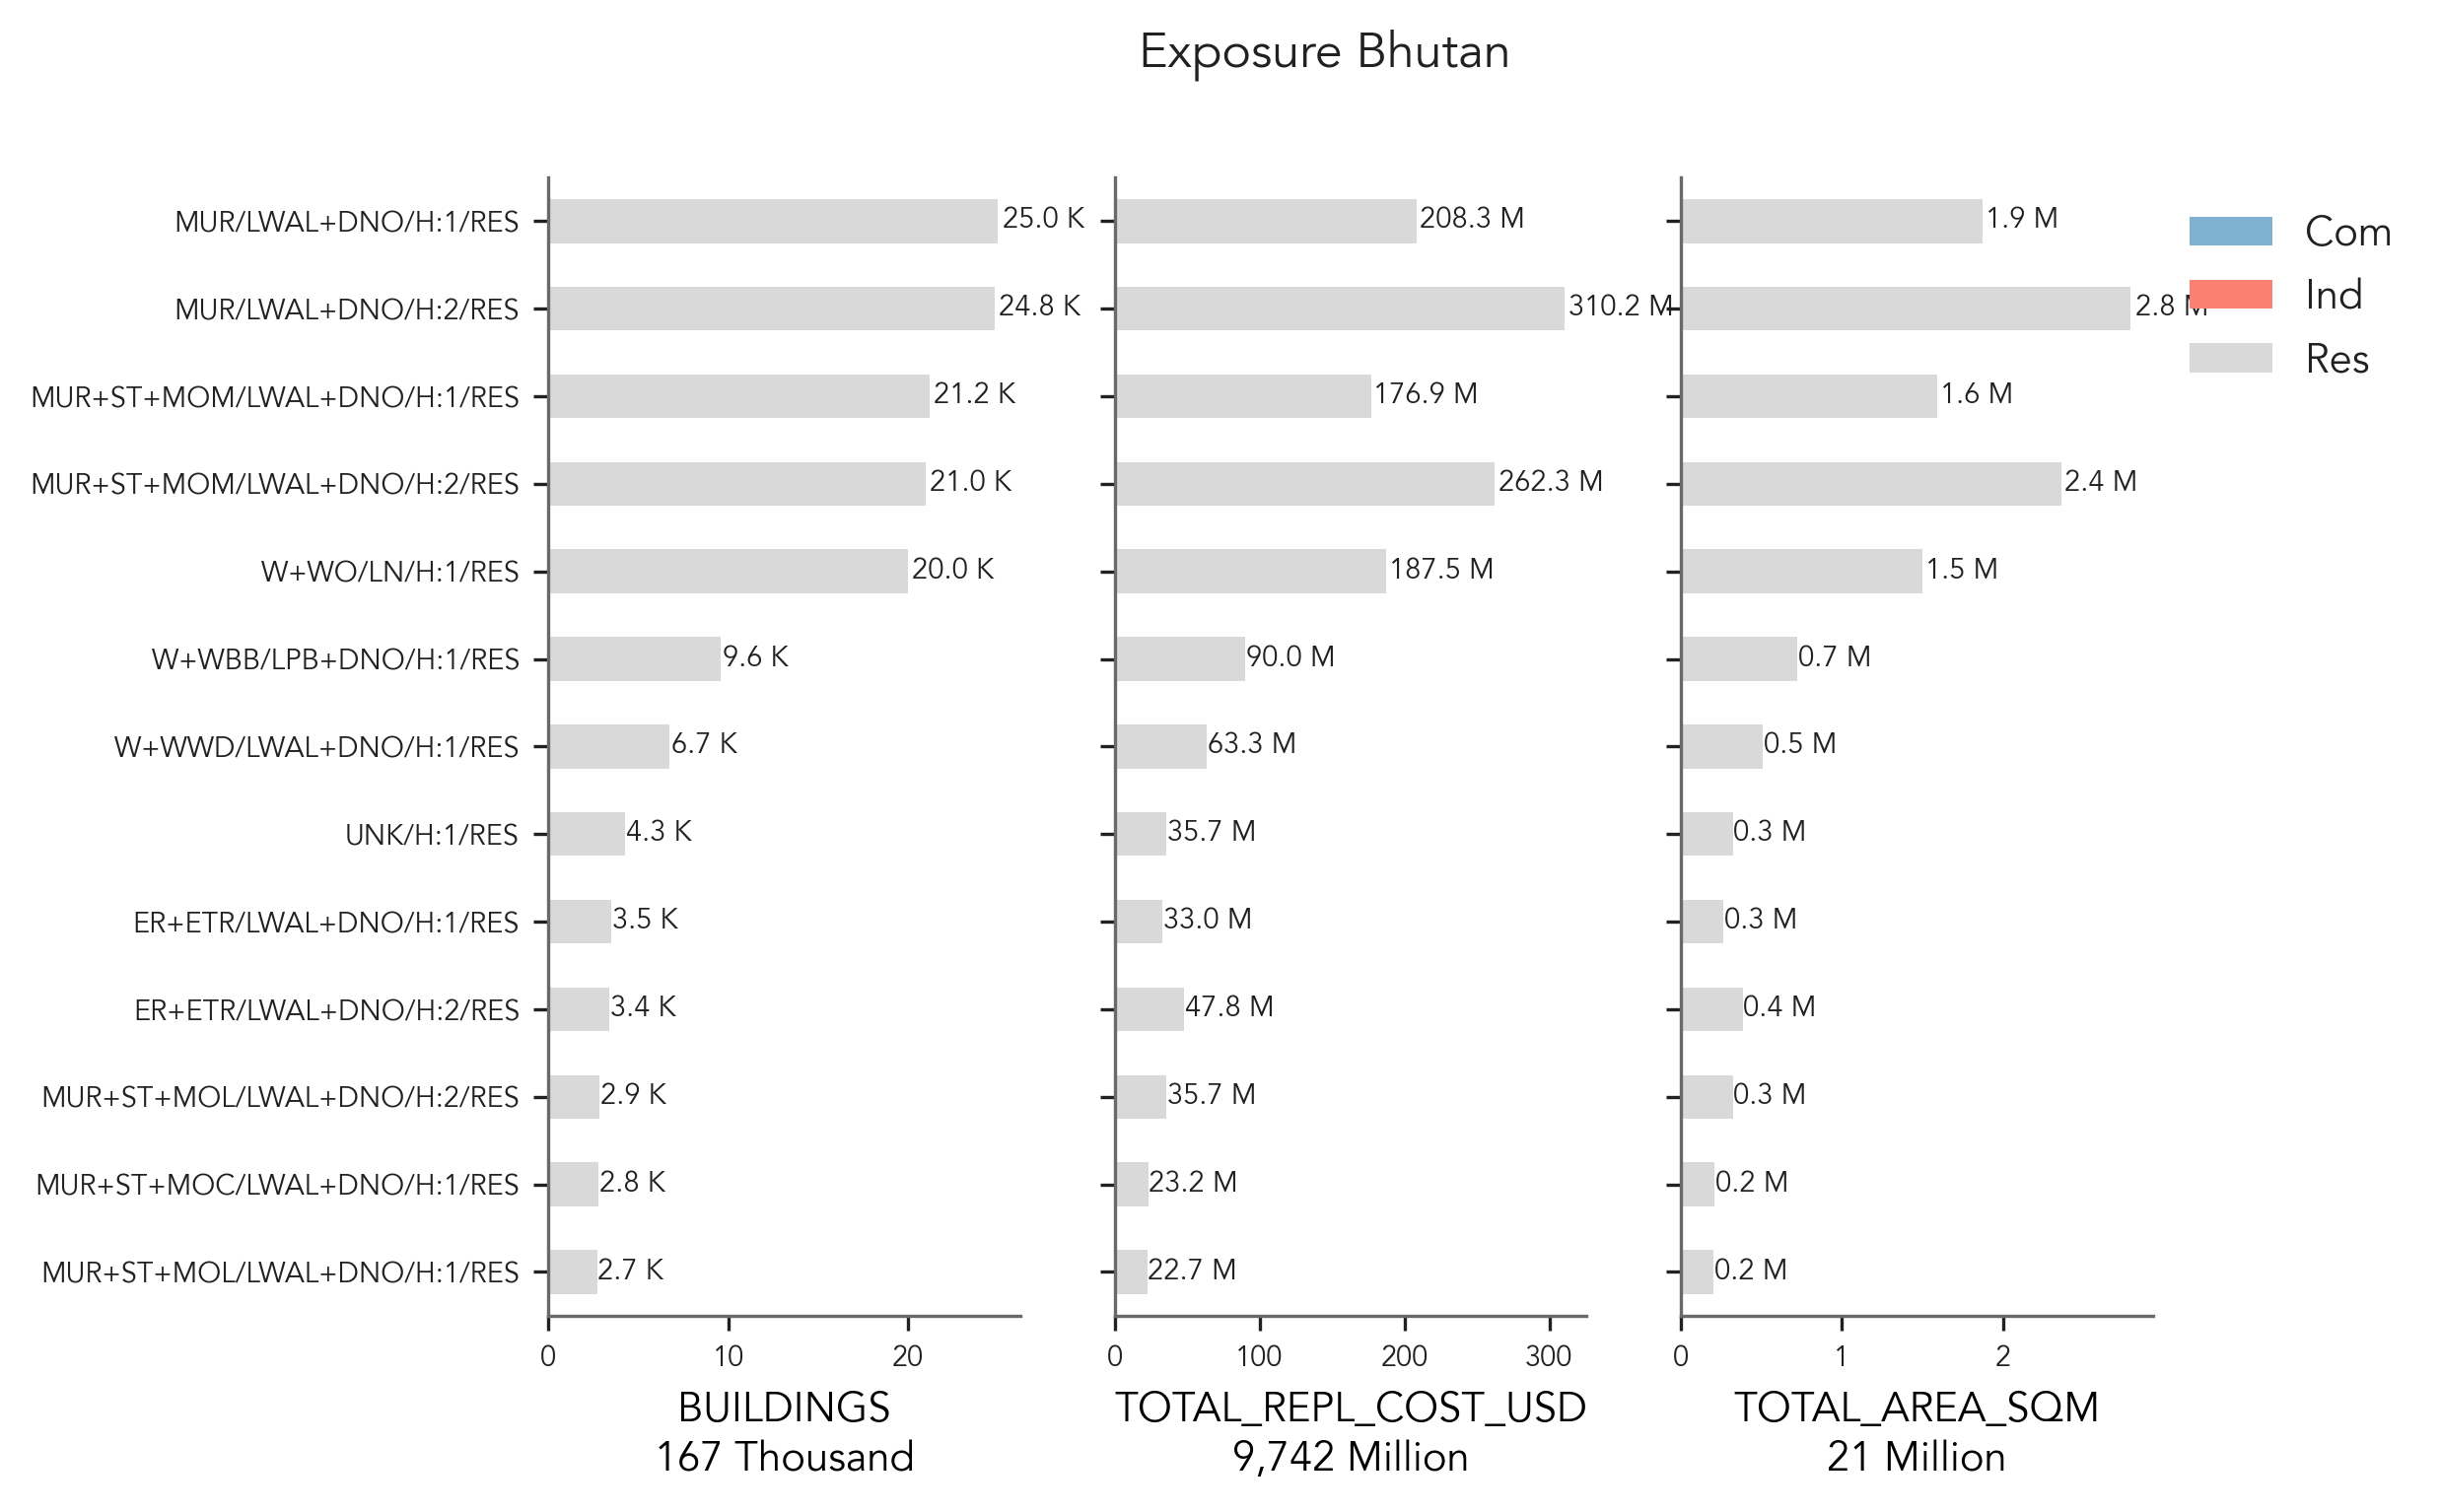 Exposure Bhutan
MUR/LWAL+DNO/H:1/RES 25.0 K 208.3 M 1.9 M
MUR/LWAL+DNO/H:2/RES 24.8 K 310.2 M 2.8 M
MUR+ST+MOM/LWAL+DNO/H:1/RES 21.2 K 176.9 M 1.6 M
MUR+ST+MOM/LWAL+DNO/H:2/RES 21.0 K 262.3 M 2.4 M
W+WO/LN/H:1/RES 20.0 K 187.5 M 1.5 M
W+WBB/LPB+DNO/H:1/RES 9.6 K 90.0 M 0.7 M
W+WWD/LWAL+DNO/H:1/RES 6.7 K 63.3 M 0.5 M
UNK/H:1/RES 4.3 K 35.7 M 0.3 M
ER+ETR/LWAL+DNO/H:1/RES 3.5 K 33.0 M 0.3 M
ER+ETR/LWAL+DNO/H:2/RES 3.4 K 47.8 M 0.4 M
MUR+ST+MOL/LWAL+DNO/H:2/RES 2.9 K 35.7 M 0.3 M
MUR+ST+MOC/LWAL+DNO/H:1/RES 2.8 K 23.2 M 0.2 M
MUR+ST+MOL/LWAL+DNO/H:1/RES 2.7 K 22.7 M 0.2 M
0 10 20
BUILDINGS
167 Thousand
0 100 200 300
TOTAL_REPL_COST_USD
9,742 Million
0 1 2
TOTAL_AREA_SQM
21 Million
Com
Ind
Res